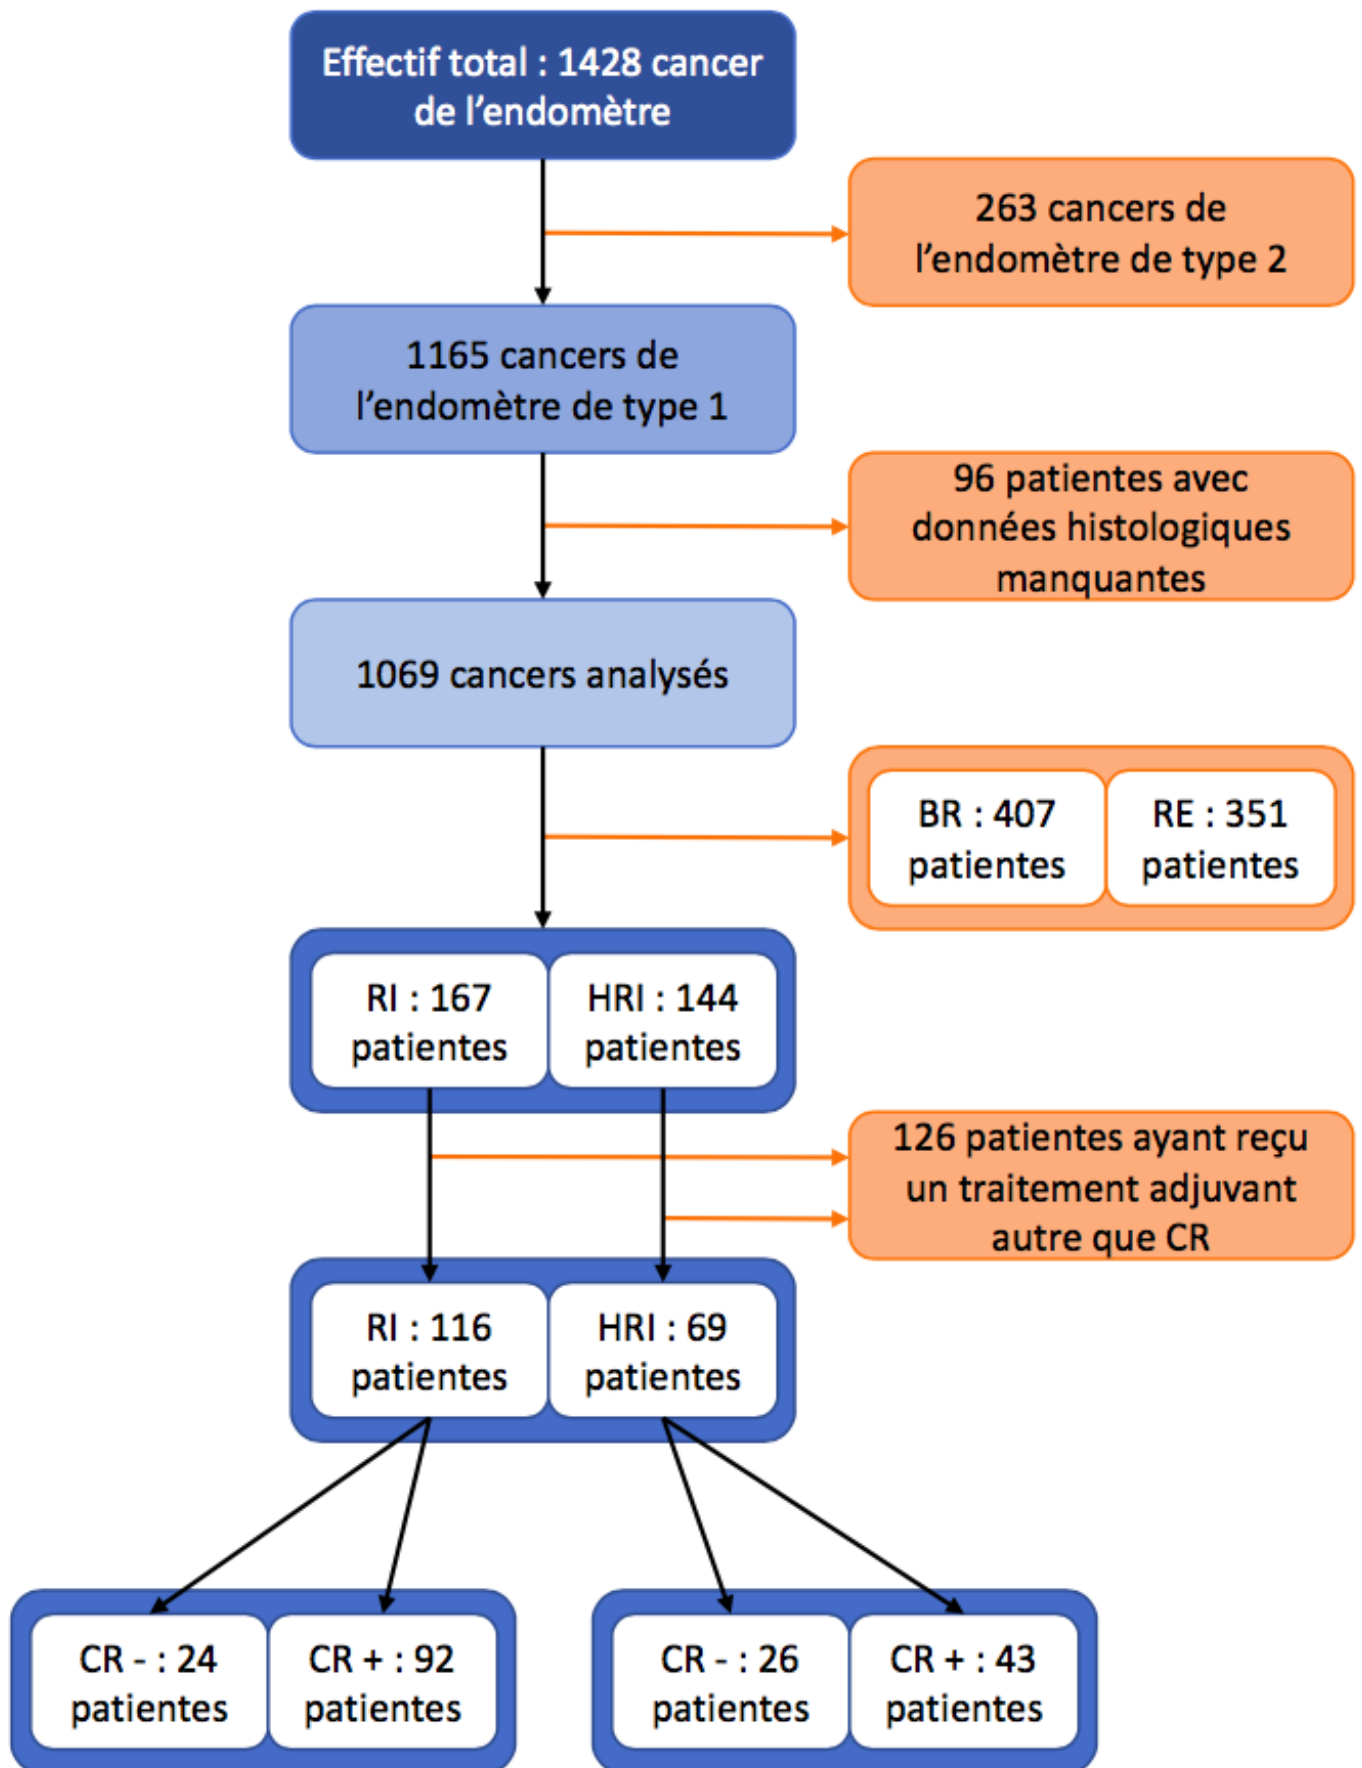 Effectif total : 1428 cancer
de l’endomètre
263 cancers de
l’endomètre de type 2
1165 cancers de
l’endomètre de type 1
96 patientes avec
données histologiques
manquantes
1069 cancers analysés
BR : 407
patientes
RE : 351
patientes
RI : 167
patientes
HRI : 144
patientes
126 patientes ayant reçu
un traitement adjuvant
autre que CR
RI : 116
patientes
HRI : 69
patientes
CR - : 24
patientes
CR + : 92
patientes
CR - : 26
patientes
CR + : 43
patientes